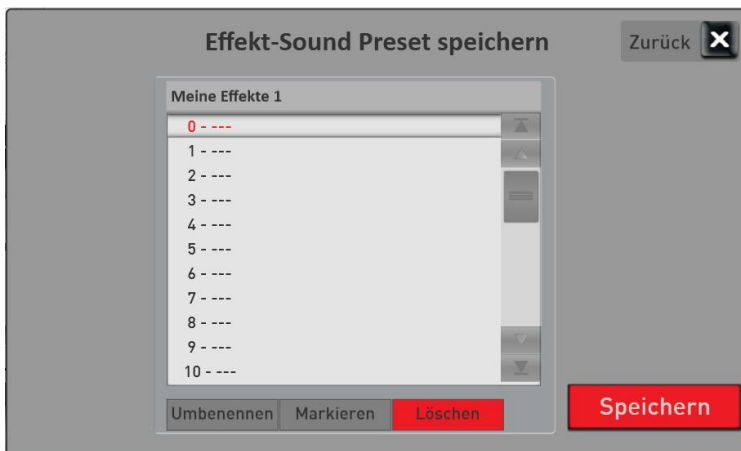 Effekt-Sound Preset speichern
Zurück X
Meine Effekte 1
0 - ---
1 - ---
2 - ---
3 - ---
4 - ---
5 - ---
6 - ---
7 - ---
8 - ---
9 - ---
10 - ---
Umbenennen Markieren Löschen
Speichern